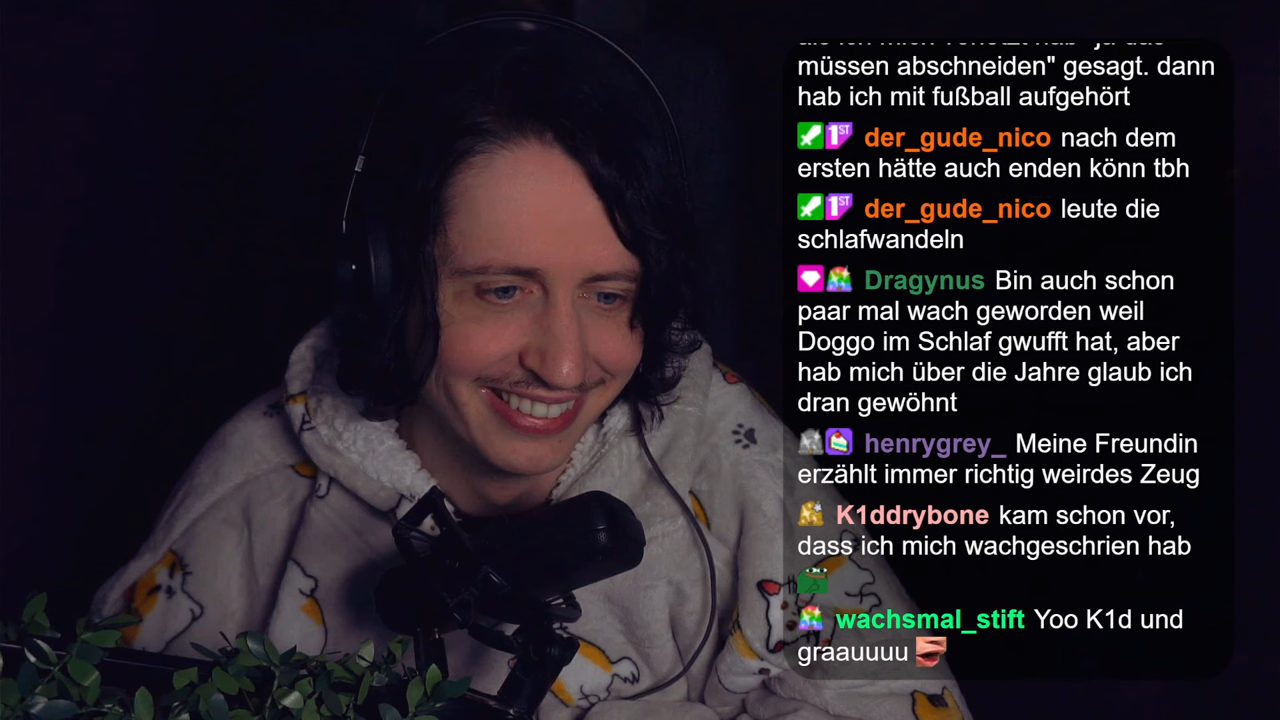 müssen abschneiden" gesagt. dann
hab ich mit fußball aufgehört
1ST der_gude_nico nach dem
ersten hätte auch enden könn tbh
1ST der_gude_nico leute die
schlafwandeln
Dragynus Bin auch schon
paar mal wach geworden weil
Doggo im Schlaf gwufft hat, aber
hab mich über die Jahre glaub ich
dran gewöhnt
henrygrey_ Meine Freundin
erzählt immer richtig weirdes Zeug
K1ddrybone kam schon vor,
dass ich mich wachgeschrien hab
wachsmal_stift Yoo K1d und
graauuuu